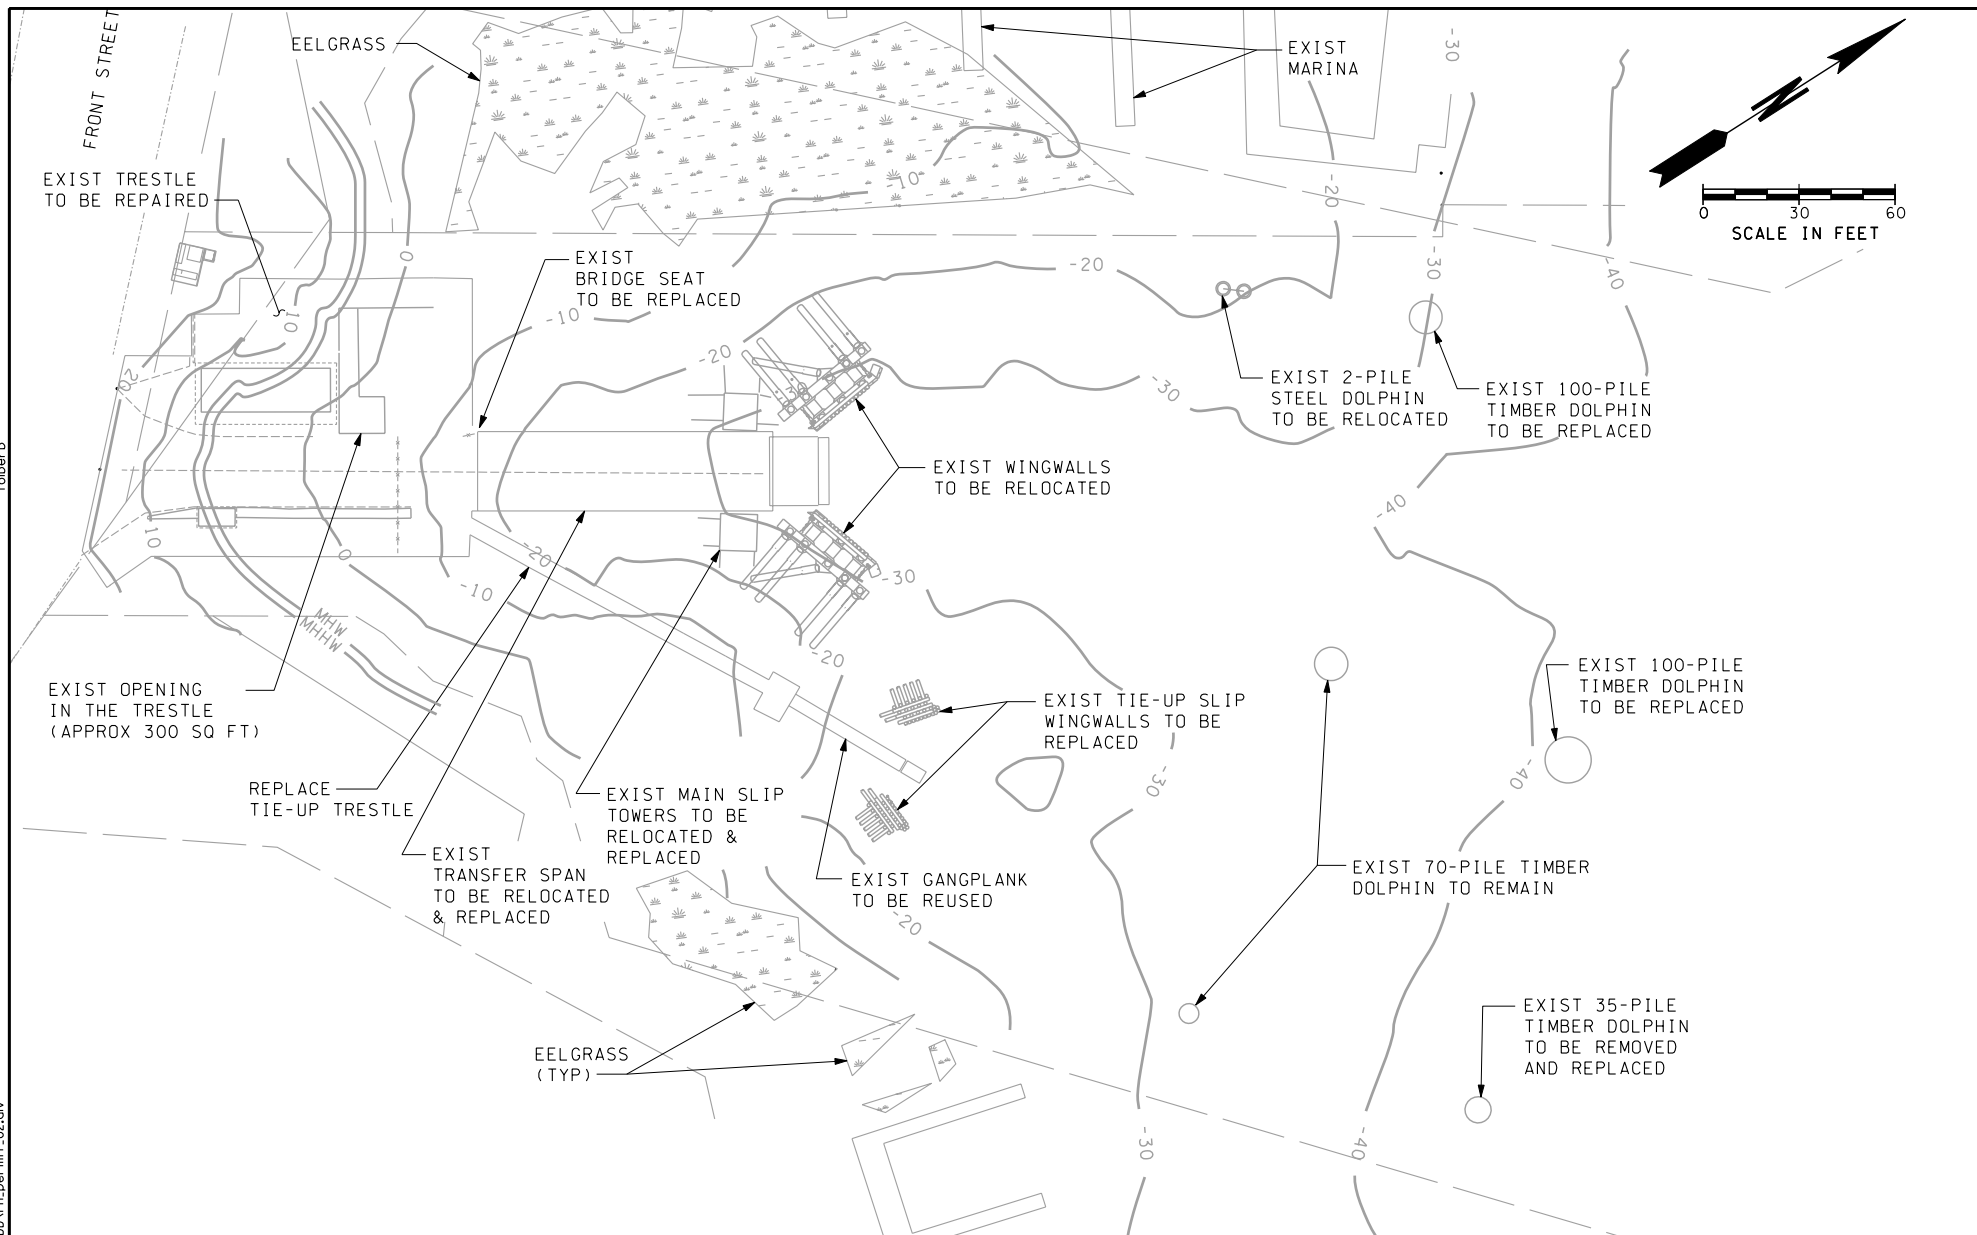 FRONT STREET
EELGRASS
EXIST
MARINA
-30
0 30 60
SCALE IN FEET
EXIST TRESTLE
TO BE REPAIRED
-10
-20
0
EXIST
BRIDGE SEAT
TO BE REPLACED
-20
-30
-40
10
-10
-20
20
-30
30
EXIST 2-PILE
STEEL DOLPHIN
TO BE RELOCATED
EXIST 100-PILE
TIMBER DOLPHIN
TO BE REPLACED
EXIST WINGWALLS
TO BE RELOCATED
-40
10
0
-20
-10
-30
MHW
MHHW
-20
EXIST OPENING
IN THE TRESTLE
(APPROX 300 SQ FT)
EXIST TIE-UP SLIP
WINGWALLS TO BE
REPLACED
EXIST 100-PILE
TIMBER DOLPHIN
TO BE REPLACED
-30
-40
REPLACE
TIE-UP TRESTLE
EXIST MAIN SLIP
TOWERS TO BE
RELOCATED &
REPLACED
EXIST
TRANSFER SPAN
TO BE RELOCATED
& REPLACED
EXIST GANGPLANK
TO BE REUSED
-20
EXIST 70-PILE TIMBER
DOLPHIN TO REMAIN
EXIST 35-PILE
TIMBER DOLPHIN
TO BE REMOVED
AND REPLACED
EELGRASS
(TYP)
-30
-40